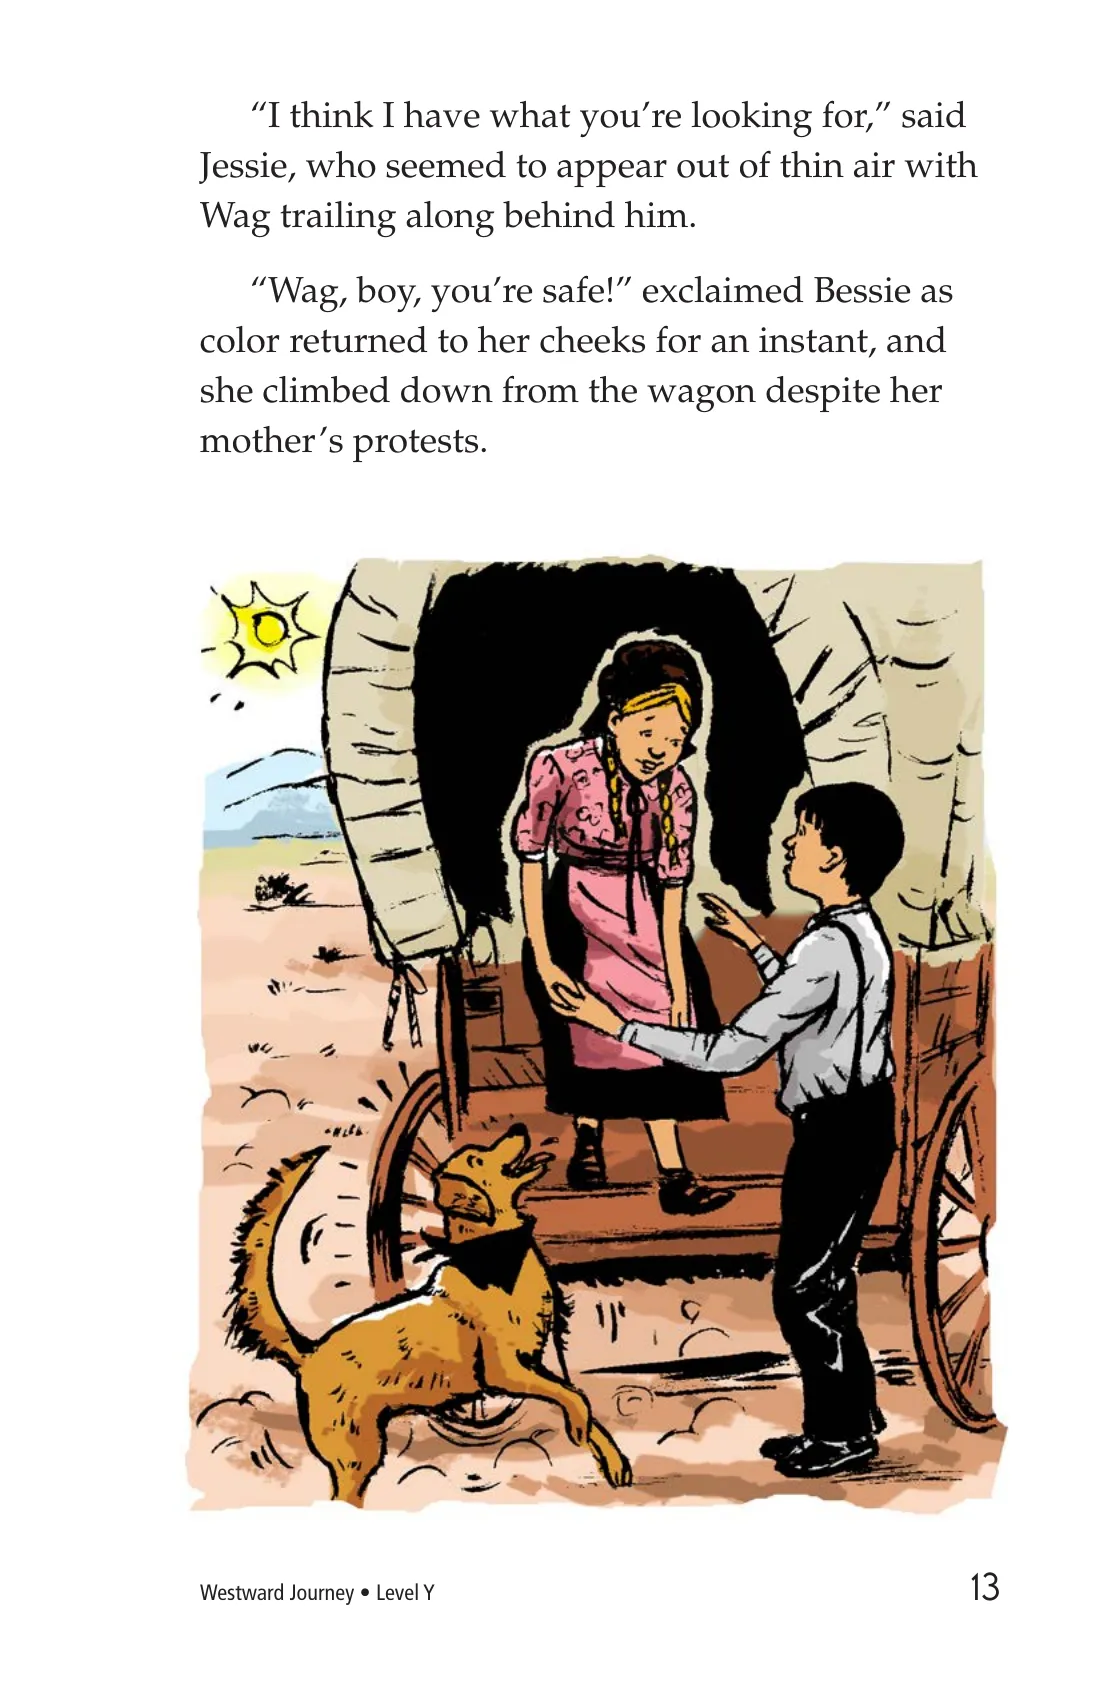 “I think I have what you’re looking for,” said
Jessie, who seemed to appear out of thin air with
Wag trailing along behind him.
“Wag, boy, you’re safe!” exclaimed Bessie as
color returned to her cheeks for an instant, and
she climbed down from the wagon despite her
mother’s protests.
Westward Journey • Level Y
13